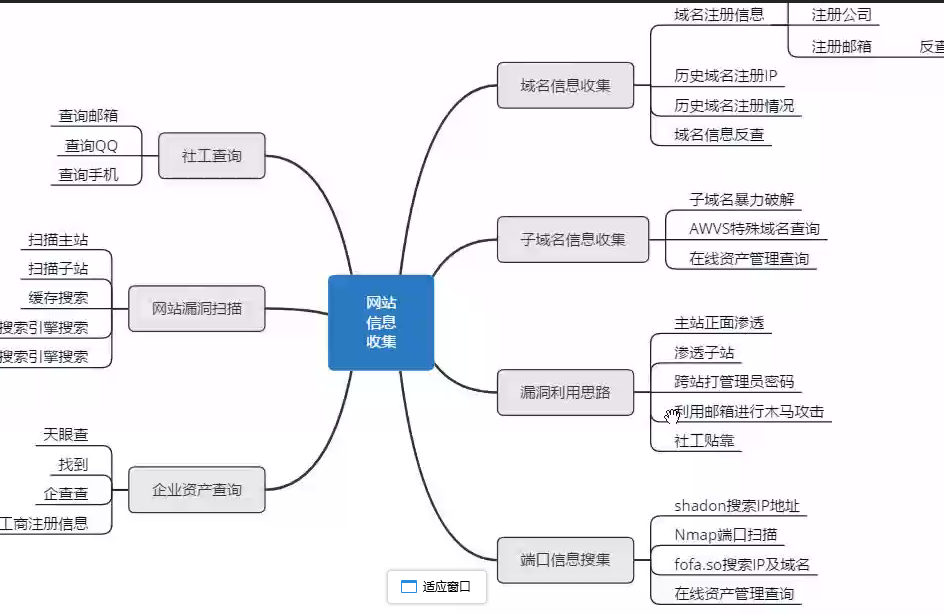 域名注册信息
注册公司
注册邮箱
反查
域名信息收集
历史域名注册IP
历史域名注册情况
域名信息反查
社工查询
查询邮箱
查询QQ
查询手机
子域名信息收集
子域名暴力破解
AWVS特殊域名查询
在线资产管理查询
网站漏洞扫描
扫描主站
扫描子站
缓存搜索
搜索引擎搜索
搜索引擎搜索
网站
信息
收集
漏洞利用思路
主站正面渗透
渗透子站
跨站打管理员密码
利用邮箱进行木马攻击
社工贴靠
企业资产查询
天眼查
找到
企查查
工商注册信息
端口信息搜集
shadon搜索IP地址
Nmap端口扫描
fofa.so搜索IP及域名
在线资产管理查询
适应窗口